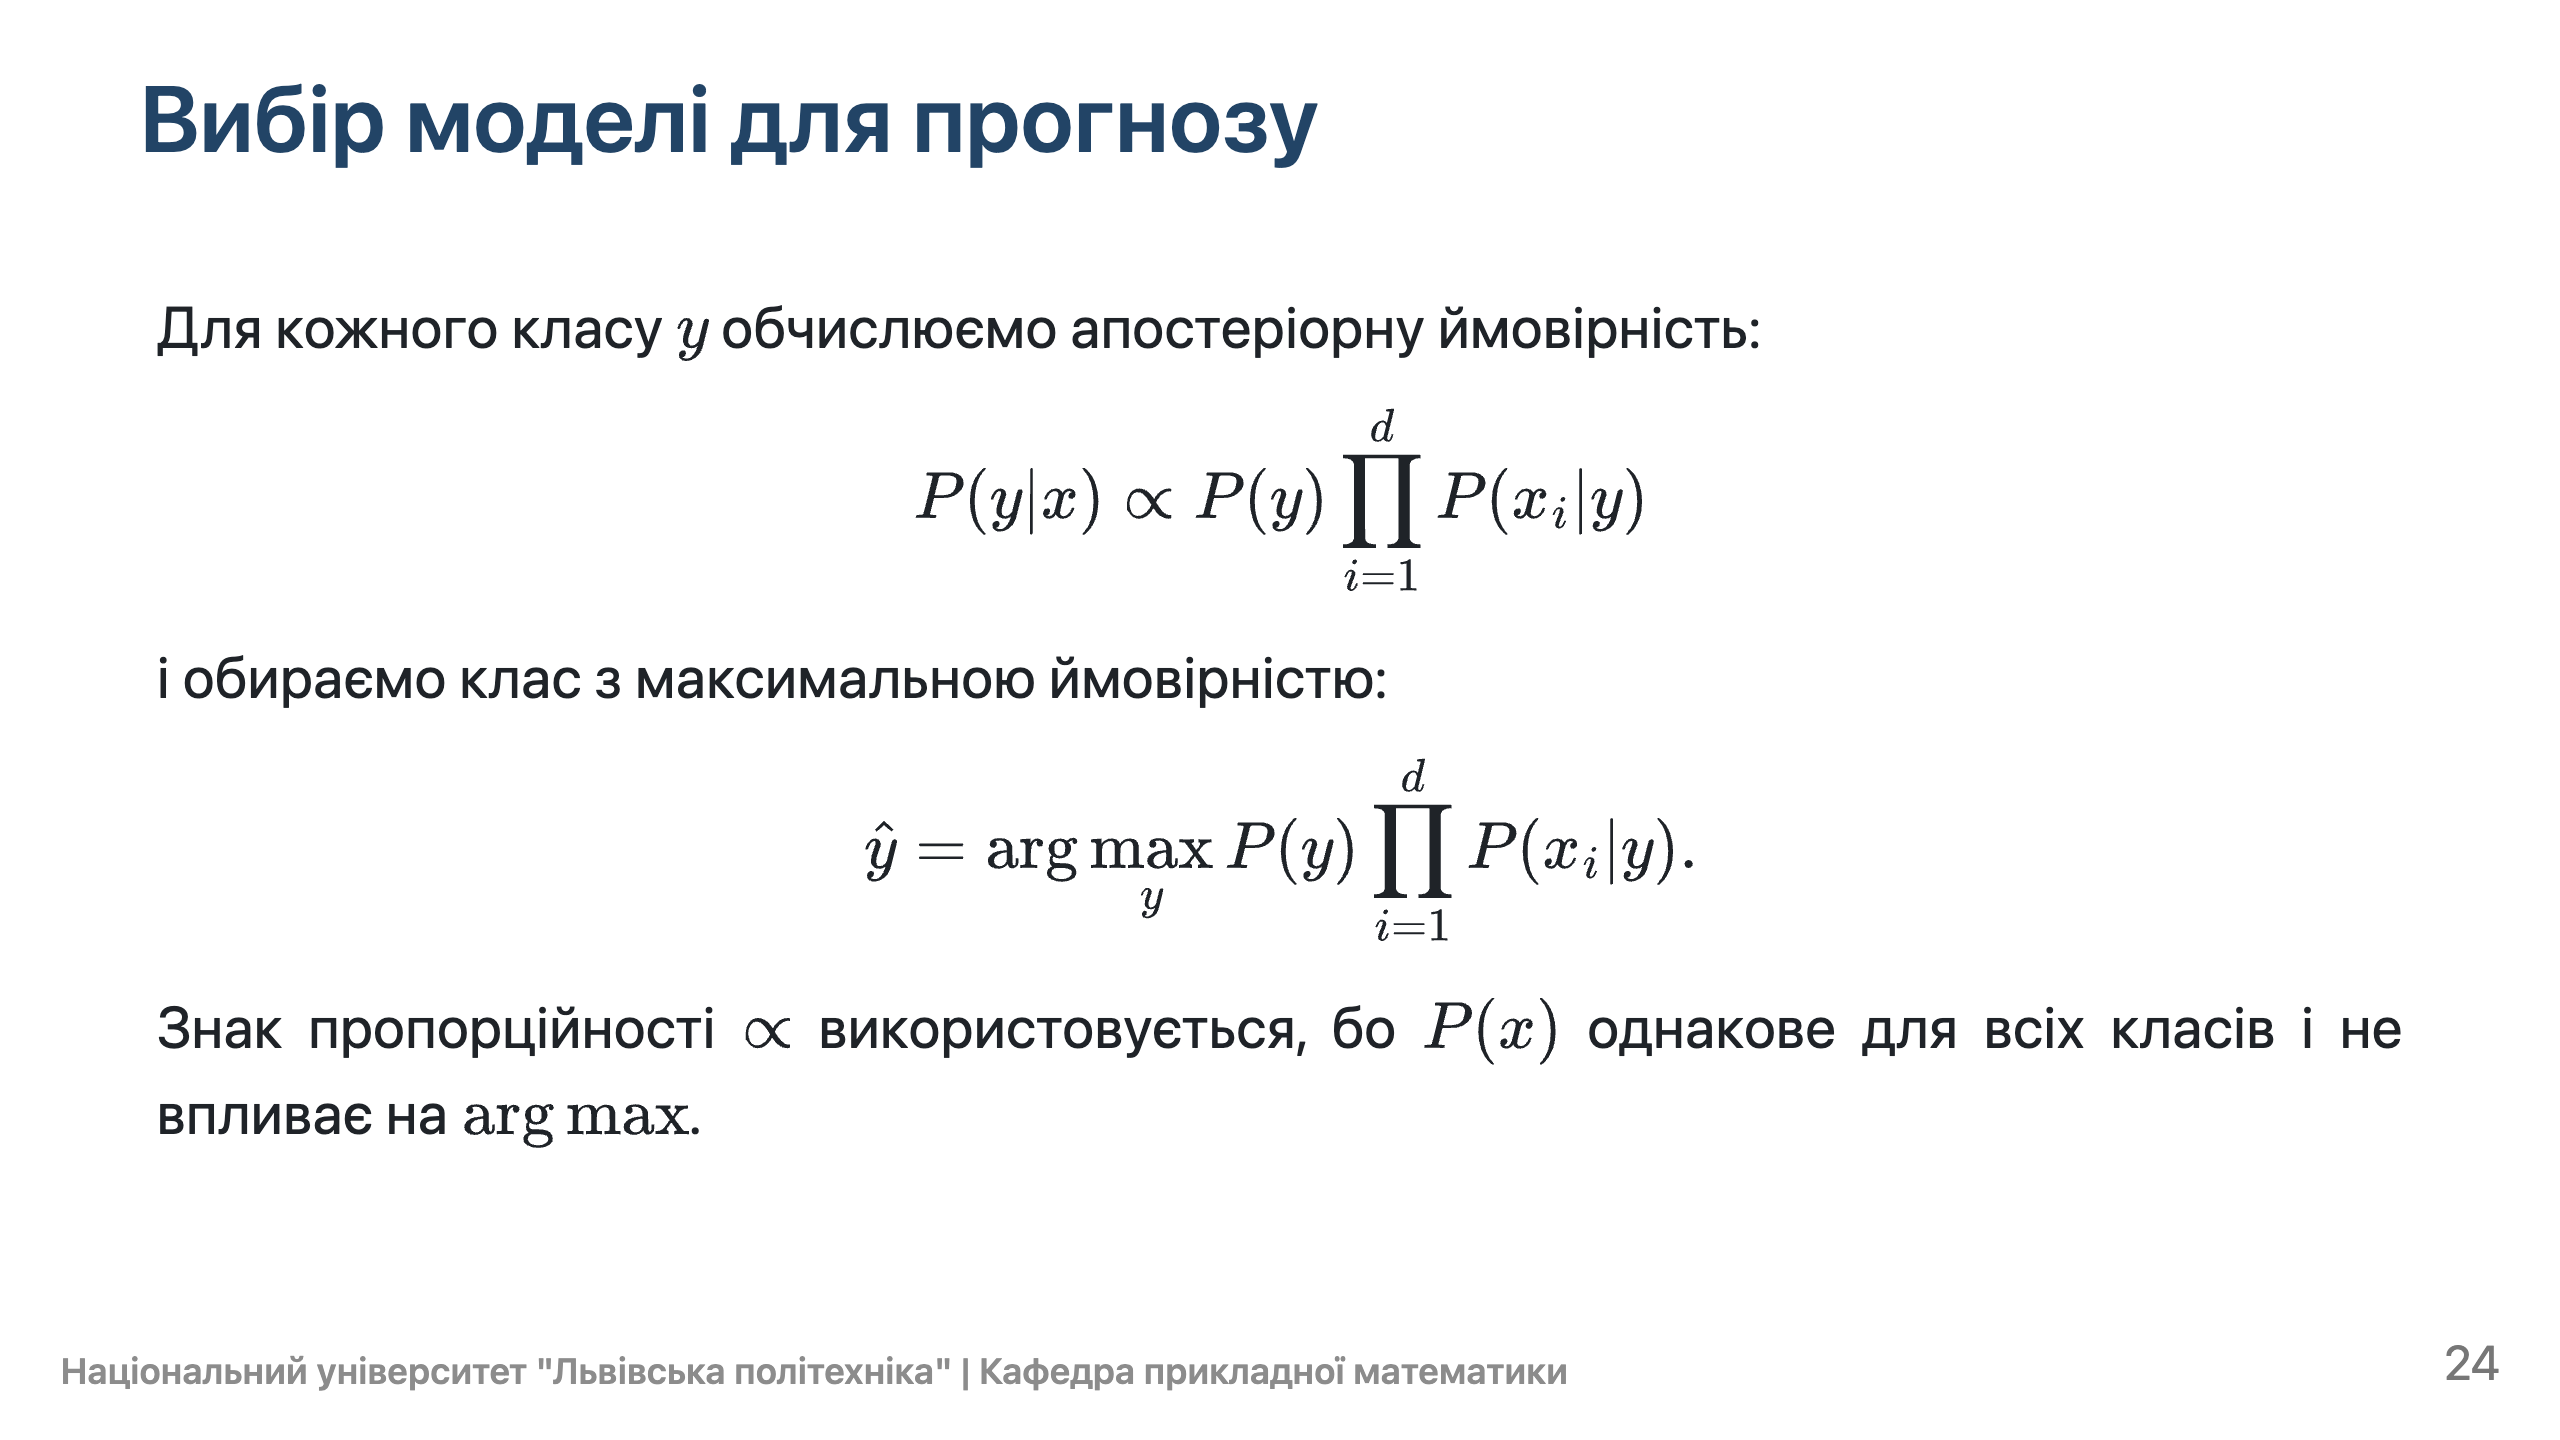 Вибір моделі для прогнозу
Для кожного класу y обчислюємо апостеріорну ймовірність:
P(y|x) ∝ P(y) ∏_{i=1}^{d} P(x_i|y)
і обираємо клас з максимальною ймовірністю:
ŷ = arg max_y P(y) ∏_{i=1}^{d} P(x_i|y).
Знак пропорційності ∝ використовується, бо P(x) однакове для всіх класів і не
впливає на arg max.
Національний університет "Львівська політехніка" | Кафедра прикладної математики
24